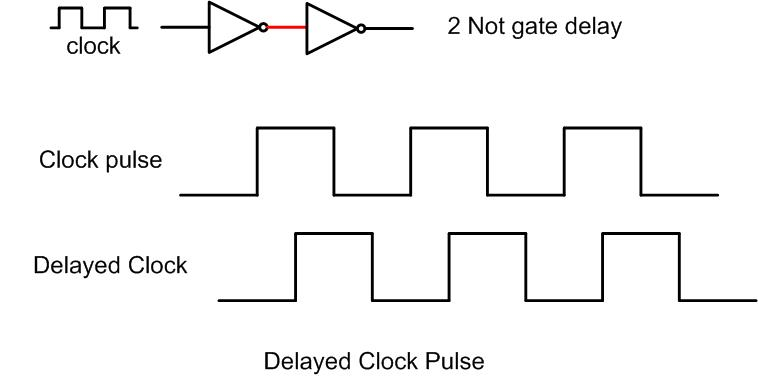 clock
2 Not gate delay
Clock pulse
Delayed Clock
Delayed Clock Pulse